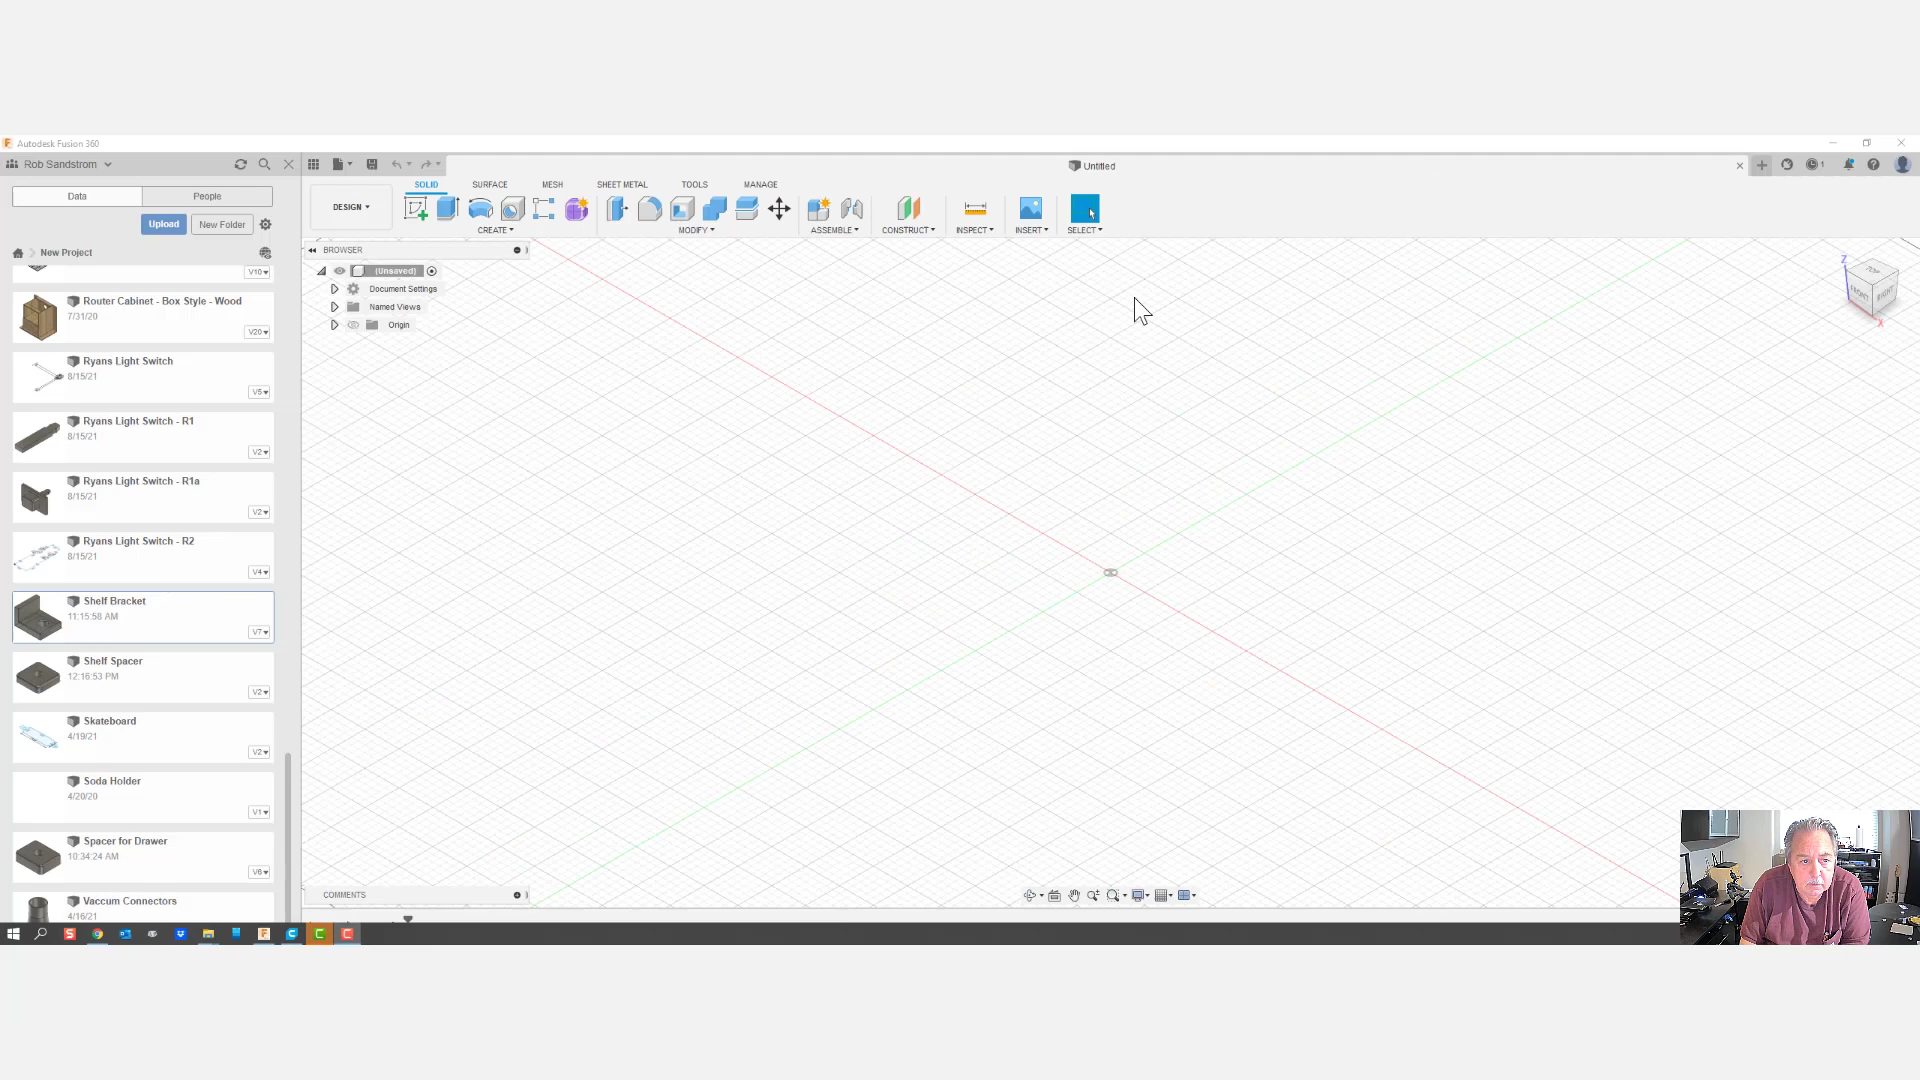 Autodesk Fusion 360
Rob Sandstrom
Untitled
1
Data People
Upload New Folder
New Project
V10
Router Cabinet - Box Style - Wood
7/31/20
V20
Ryans Light Switch
8/15/21
V5
Ryans Light Switch - R1
8/15/21
V2
Ryans Light Switch - R1a
8/15/21
V2
Ryans Light Switch - R2
8/15/21
V4
Shelf Bracket
11:15:58 AM
V7
Shelf Spacer
12:16:53 PM
V2
Skateboard
4/19/21
V2
Soda Holder
4/20/20
V1
Spacer for Drawer
10:34:24 AM
V6
Vaccum Connectors
4/16/21
DESIGN
SOLID SURFACE MESH SHEET METAL TOOLS MANAGE
CREATE MODIFY ASSEMBLE CONSTRUCT INSPECT INSERT SELECT
BROWSER
(Unsaved)
Document Settings
Named Views
Origin
Z
TOP
FRONT RIGHT
X
COMMENTS